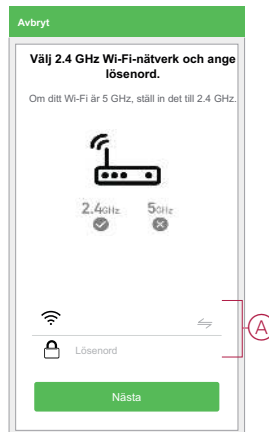 Avbryt
Välj 2.4 GHz Wi-Fi-nätverk och ange
lösenord.
Om ditt Wi-Fi är 5 GHz, ställ in det till 2.4 GHz.
2.4GHz 5GHz
A
Lösenord
Nästa